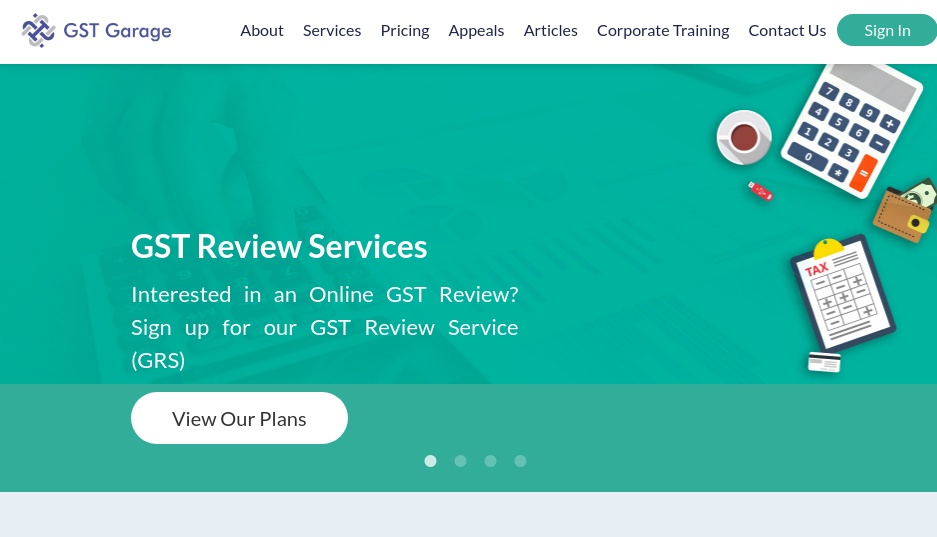 GST Garage
About Services Pricing Appeals Articles Corporate Training Contact Us Sign In
GST Review Services
Interested in an Online GST Review?
Sign up for our GST Review Service
(GRS)
View Our Plans
7 8 9 +
4 5 6 −
1 2 3 =
0 *
TAX